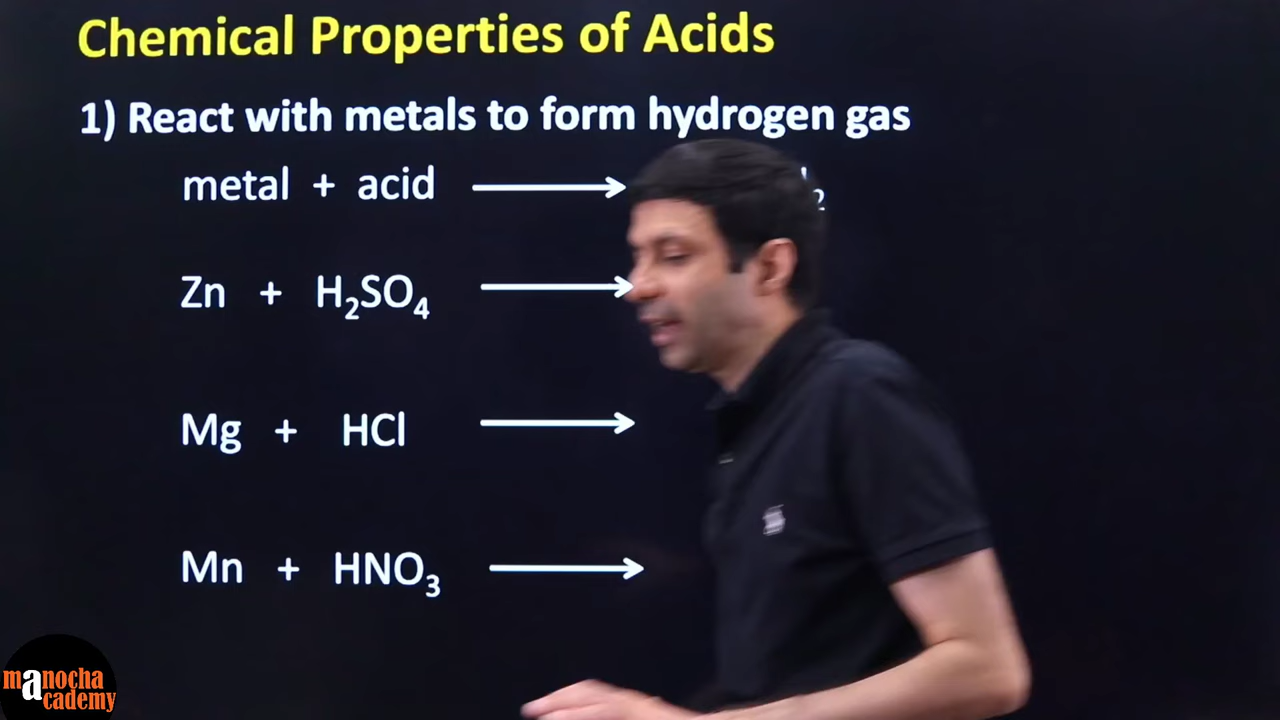 Chemical Properties of Acids
1) React with metals to form hydrogen gas
metal + acid ⟶
Zn + H₂SO₄ ⟶
Mg + HCl ⟶
Mn + HNO₃ ⟶
manocha
academy